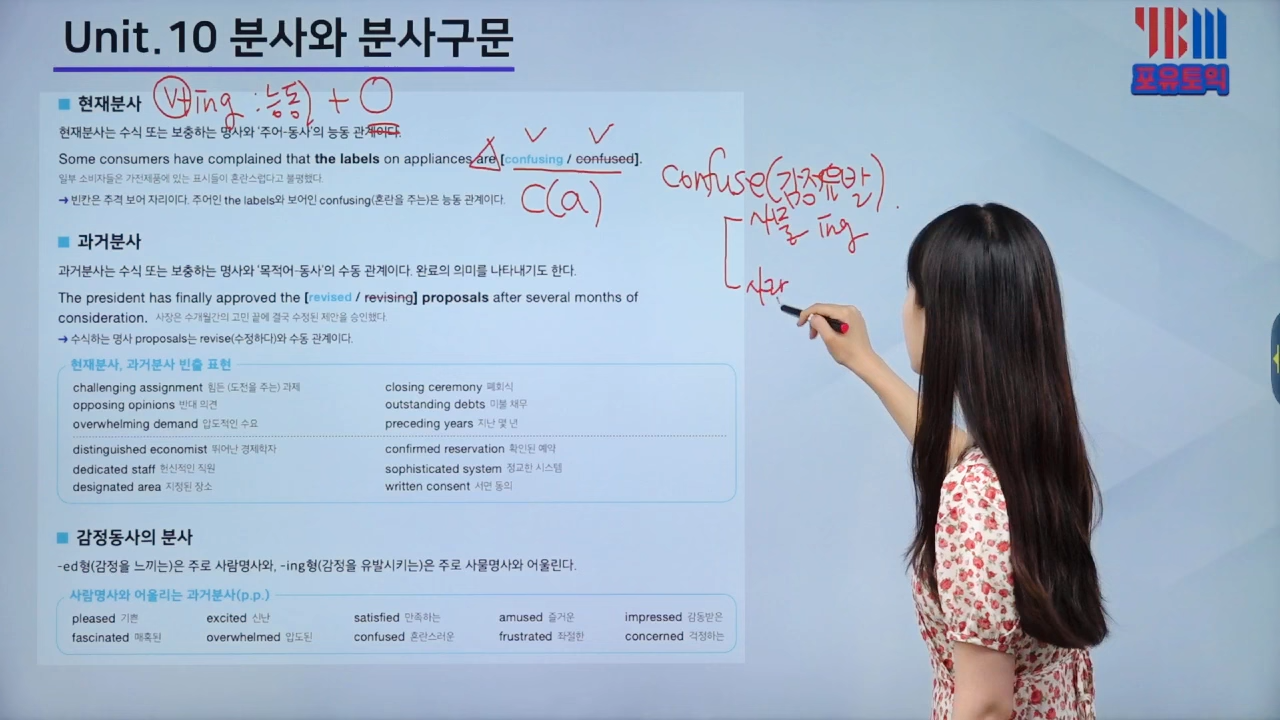 Unit.10 분사와 분사구문
YBM
포유토익
현재분사 V+ing : 능동 + O
현재분사는 수식 또는 보충하는 명사와 '주어-동사'의 능동 관계이다.
Some consumers have complained that the labels on appliances are [confusing / confused].
일부 소비자들은 가전제품에 있는 표시들이 혼란스럽다고 불평했다.
→ 빈칸은 주격 보어 자리이다. 주어인 the labels와 보어인 confusing(혼란을 주는)은 능동 관계이다.
C(a)
confuse(감정유발)
사물 ing
사람
과거분사
과거분사는 수식 또는 보충하는 명사와 '목적어-동사'의 수동 관계이다. 완료의 의미를 나타내기도 한다.
The president has finally approved the [revised / revising] proposals after several months of
consideration. 사장은 수개월간의 고민 끝에 결국 수정된 제안을 승인했다.
→ 수식하는 명사 proposals는 revise(수정하다)와 수동 관계이다.
현재분사, 과거분사 빈출 표현
challenging assignment 힘든 (도전을 주는) 과제 closing ceremony 폐회식
opposing opinions 반대 의견 outstanding debts 미불 채무
overwhelming demand 압도적인 수요 preceding years 지난 몇 년
distinguished economist 뛰어난 경제학자 confirmed reservation 확인된 예약
dedicated staff 헌신적인 직원 sophisticated system 정교한 시스템
designated area 지정된 장소 written consent 서면 동의
감정동사의 분사
-ed형(감정을 느끼는)은 주로 사람명사와, -ing형(감정을 유발시키는)은 주로 사물명사와 어울린다.
사람명사와 어울리는 과거분사(p.p.)
pleased 기쁜 excited 신난 satisfied 만족하는 amused 즐거운 impressed 감동받은
fascinated 매혹된 overwhelmed 압도된 confused 혼란스러운 frustrated 좌절한 concerned 걱정하는